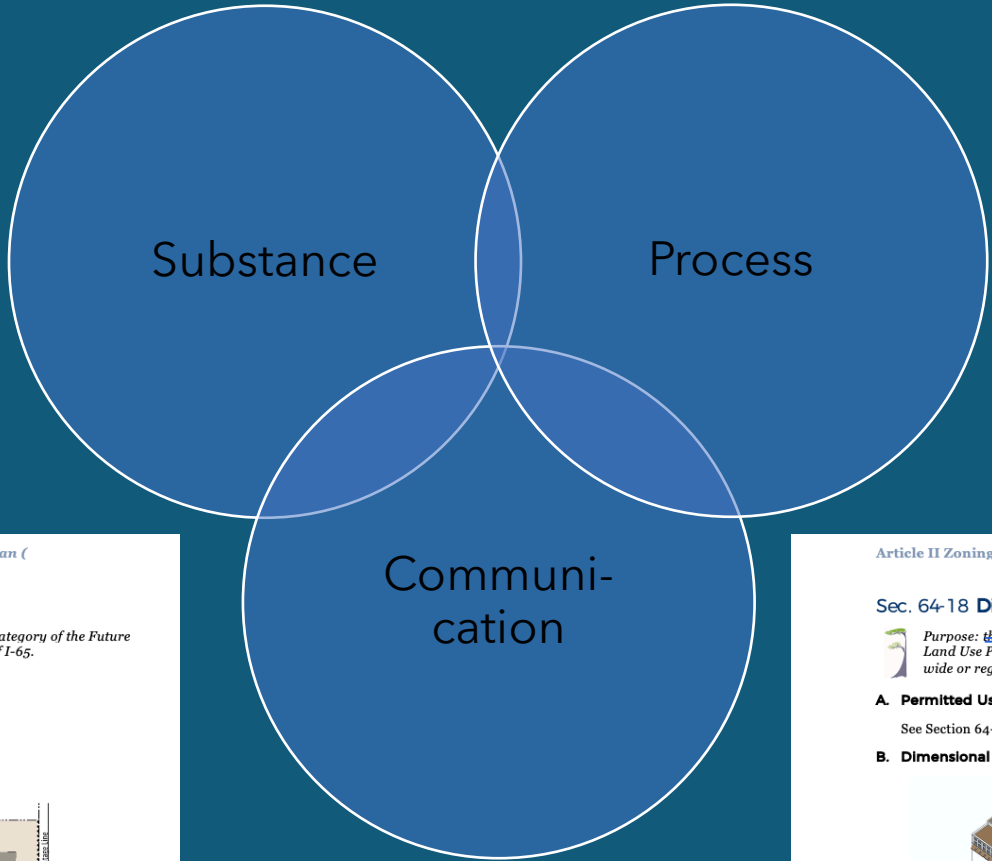 Substance
Process
Communi-
cation
an (
ategory of the Future
I-65.
Article II Zoning
Sec. 64-18
Purpose:
Land Use
wide or reg
A. Permitted Us
See Section 64-
B. Dimensional